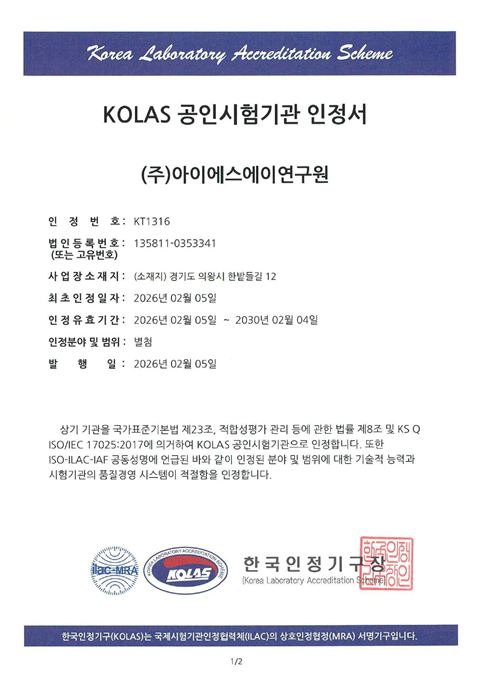 Korea Laboratory Accreditation Scheme
KOLAS 공인시험기관 인정서
(주)아이에스에이연구원
인 정 번 호 : KT1316
법인등록번호 : 135811-0353341
(또는 고유번호)
사업장소재지 : (소재지) 경기도 의왕시 한밭들길 12
최초인정일자 : 2026년 02월 05일
인정유효기간 : 2026년 02월 05일 ~ 2030년 02월 04일
인정분야 및 범위 : 별첨
발 행 일 : 2026년 02월 05일
상기 기관을 국가표준기본법 제23조, 적합성평가 관리 등에 관한 법률 제8조 및 KS Q
ISO/IEC 17025:2017에 의거하여 KOLAS 공인시험기관으로 인정합니다. 또한
ISO-ILAC-IAF 공동성명에 언급된 바와 같이 인정된 분야 및 범위에 대한 기술적 능력과
시험기관의 품질경영 시스템이 적절함을 인정합니다.
ilac-MRA
KOREA LABORATORY ACCREDITATION SCHEME
KOLAS
한국인정기구장
(Korea Laboratory Accreditation Scheme)
한국인정기구(KOLAS)는 국제시험기관인정협력체(ILAC)의 상호인정협정(MRA) 서명기구입니다.
1/2